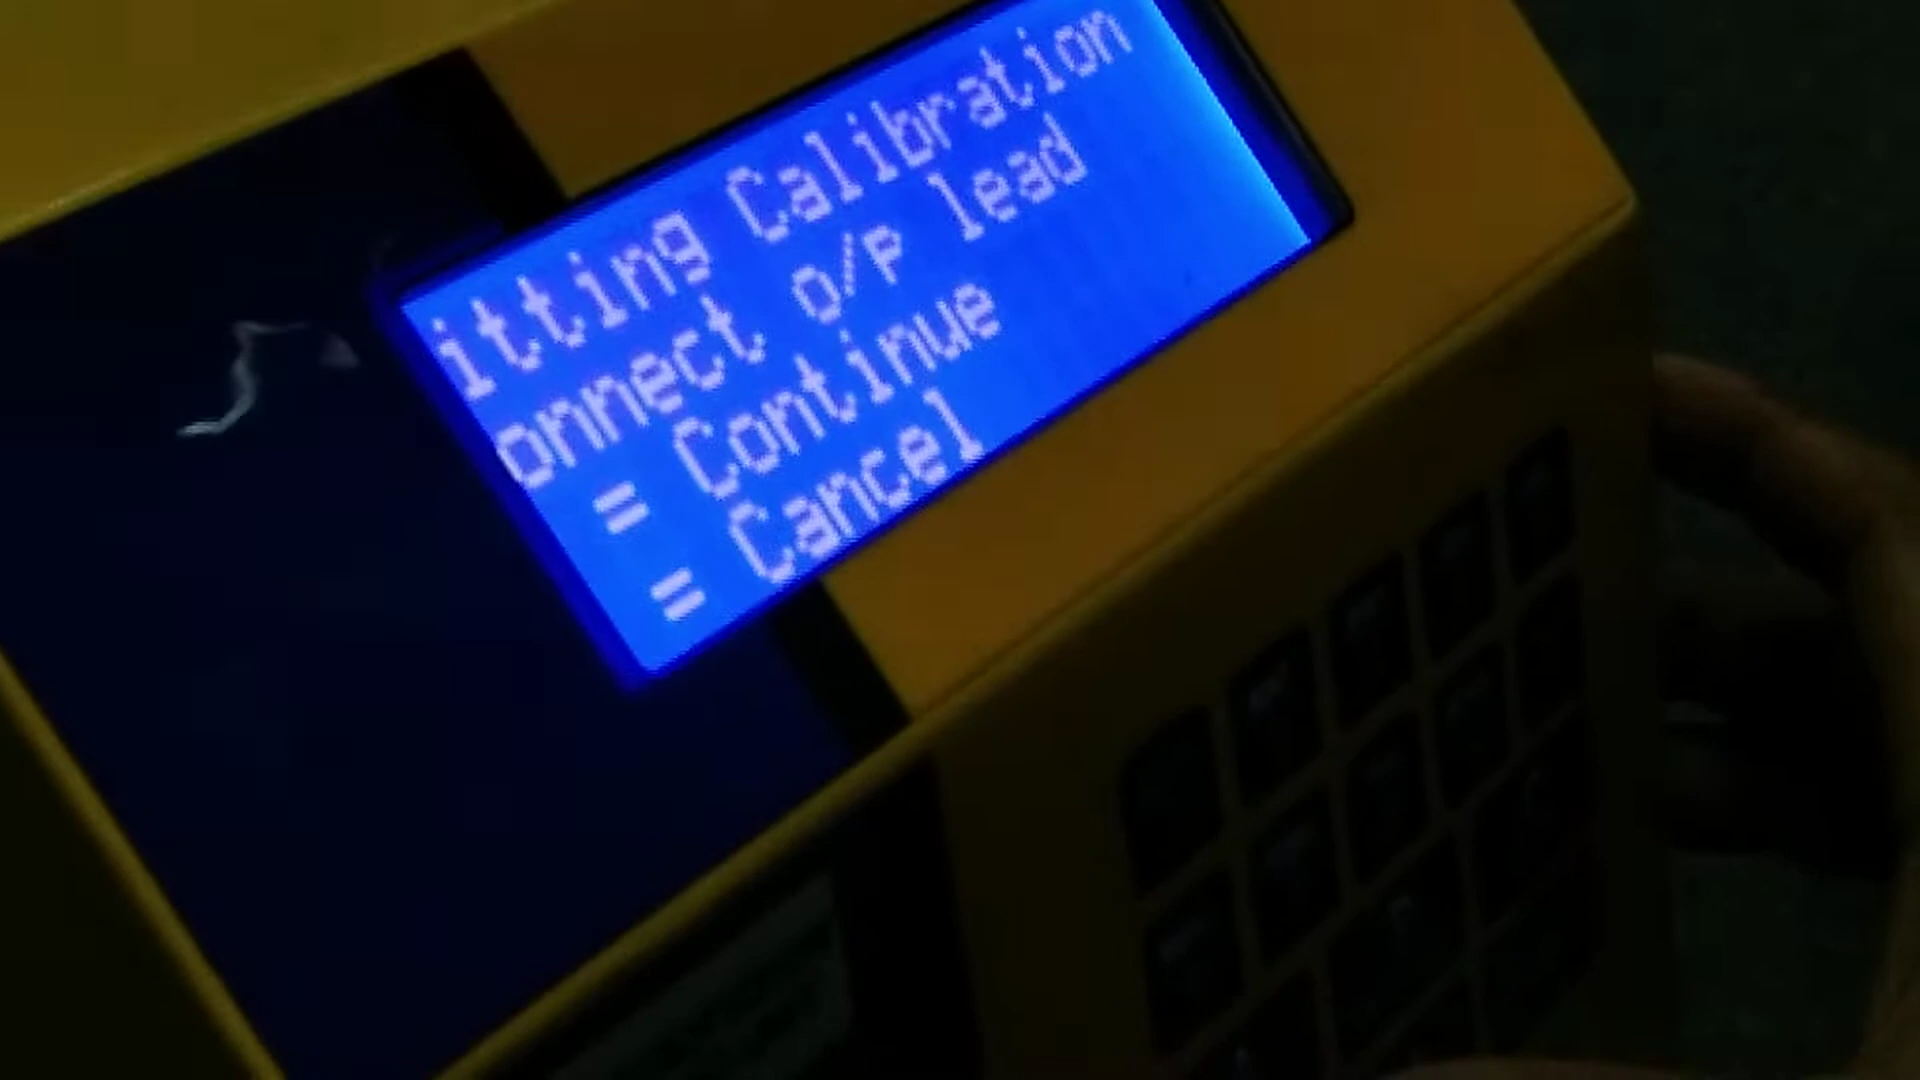 itting Calibration
onnect o/p lead
= Continue
= Cancel